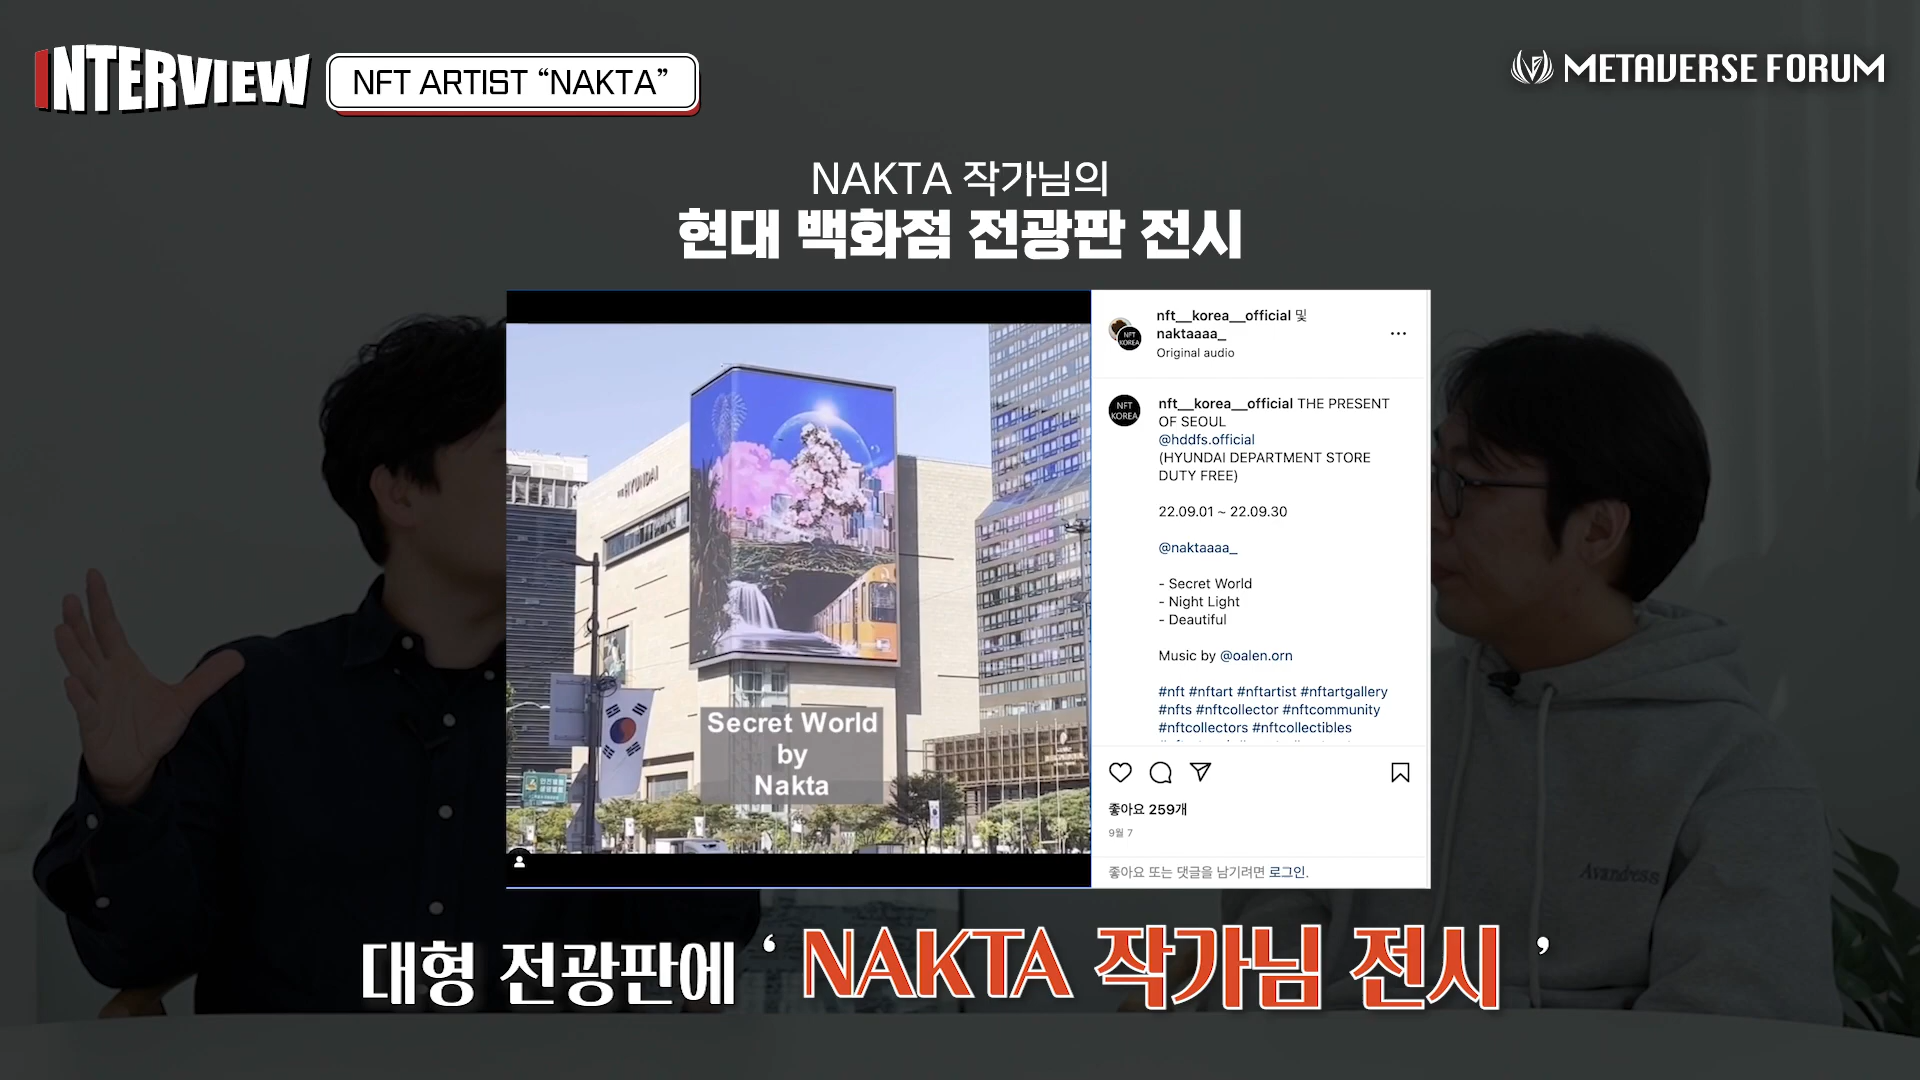 INTERVIEW
NFT ARTIST “NAKTA”
METAVERSE FORUM
NAKTA 작가님의
현대 백화점 전광판 전시
THE HYUNDAI
Secret World
by
Nakta
nft__korea__official 및
naktaaaa_
Original audio
NFT
KOREA
nft__korea__official THE PRESENT
OF SEOUL
@hddfs.official
(HYUNDAI DEPARTMENT STORE
DUTY FREE)
22.09.01 ~ 22.09.30
@naktaaaa_
- Secret World
- Night Light
- Deautiful
Music by @oalen.orn
#nft #nftart #nftartist #nftartgallery
#nfts #nftcollector #nftcommunity
#nftcollectors #nftcollectibles
좋아요 259개
9월 7
좋아요 또는 댓글을 남기려면 로그인.
Avandress
대형 전광판에 ‘ NAKTA 작가님 전시 ’